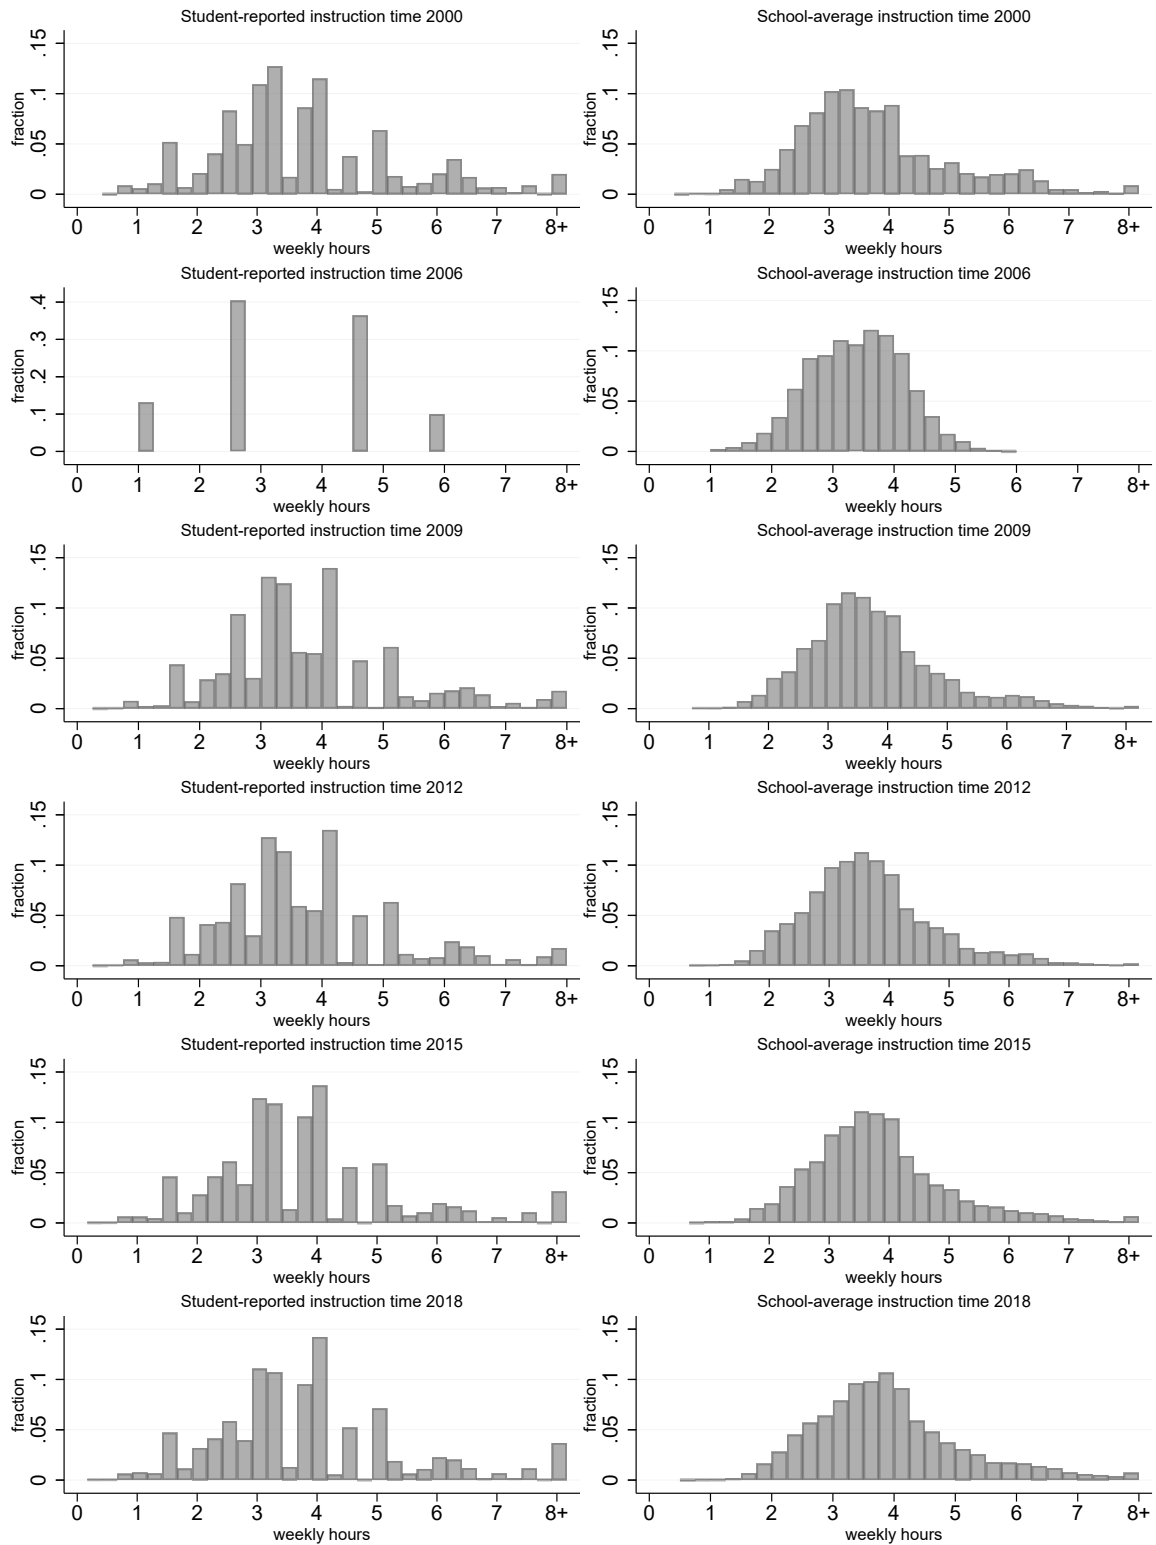 Student-reported instruction time 2000
fraction
0 .05 .1 .15
0 1 2 3 4 5 6 7 8+
weekly hours
School-average instruction time 2000
fraction
0 .05 .1 .15
0 1 2 3 4 5 6 7 8+
weekly hours
Student-reported instruction time 2006
fraction
0 .1 .2 .3 .4
0 1 2 3 4 5 6 7 8+
weekly hours
School-average instruction time 2006
fraction
0 .05 .1 .15
0 1 2 3 4 5 6 7 8+
weekly hours
Student-reported instruction time 2009
fraction
0 .05 .1 .15
0 1 2 3 4 5 6 7 8+
weekly hours
School-average instruction time 2009
fraction
0 .05 .1 .15
0 1 2 3 4 5 6 7 8+
weekly hours
Student-reported instruction time 2012
fraction
0 .05 .1 .15
0 1 2 3 4 5 6 7 8+
weekly hours
School-average instruction time 2012
fraction
0 .05 .1 .15
0 1 2 3 4 5 6 7 8+
weekly hours
Student-reported instruction time 2015
fraction
0 .05 .1 .15
0 1 2 3 4 5 6 7 8+
weekly hours
School-average instruction time 2015
fraction
0 .05 .1 .15
0 1 2 3 4 5 6 7 8+
weekly hours
Student-reported instruction time 2018
fraction
0 .05 .1 .15
0 1 2 3 4 5 6 7 8+
weekly hours
School-average instruction time 2018
fraction
0 .05 .1 .15
0 1 2 3 4 5 6 7 8+
weekly hours